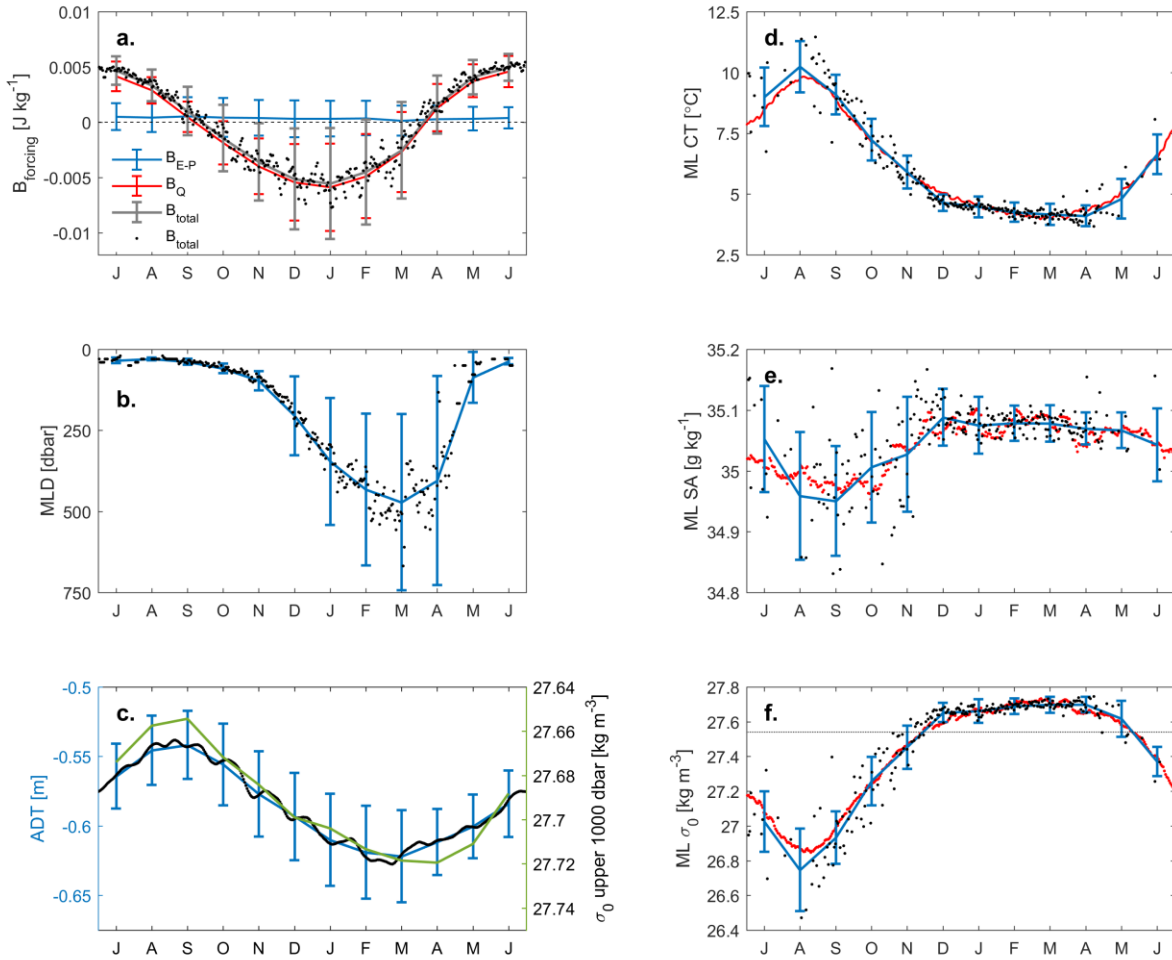 a.
B_forcing [J kg⁻¹]
0.01
0.005
0
-0.005
-0.01
B_E-P
B_Q
B_total
B_total
J A S O N D J F M A M J
d.
ML CT [°C]
12.5
10
7.5
5
2.5
J A S O N D J F M A M J
b.
MLD [dbar]
0
250
500
750
J A S O N D J F M A M J
e.
ML SA [g kg⁻¹]
35.2
35.1
35
34.9
34.8
J A S O N D J F M A M J
c.
ADT [m]
-0.5
-0.55
-0.6
-0.65
27.64
27.66
27.68
27.7
27.72
27.74
σ₀ upper 1000 dbar [kg m⁻³]
J A S O N D J F M A M J
f.
ML σ₀ [kg m⁻³]
27.8
27.6
27.4
27.2
27
26.8
26.6
26.4
J A S O N D J F M A M J